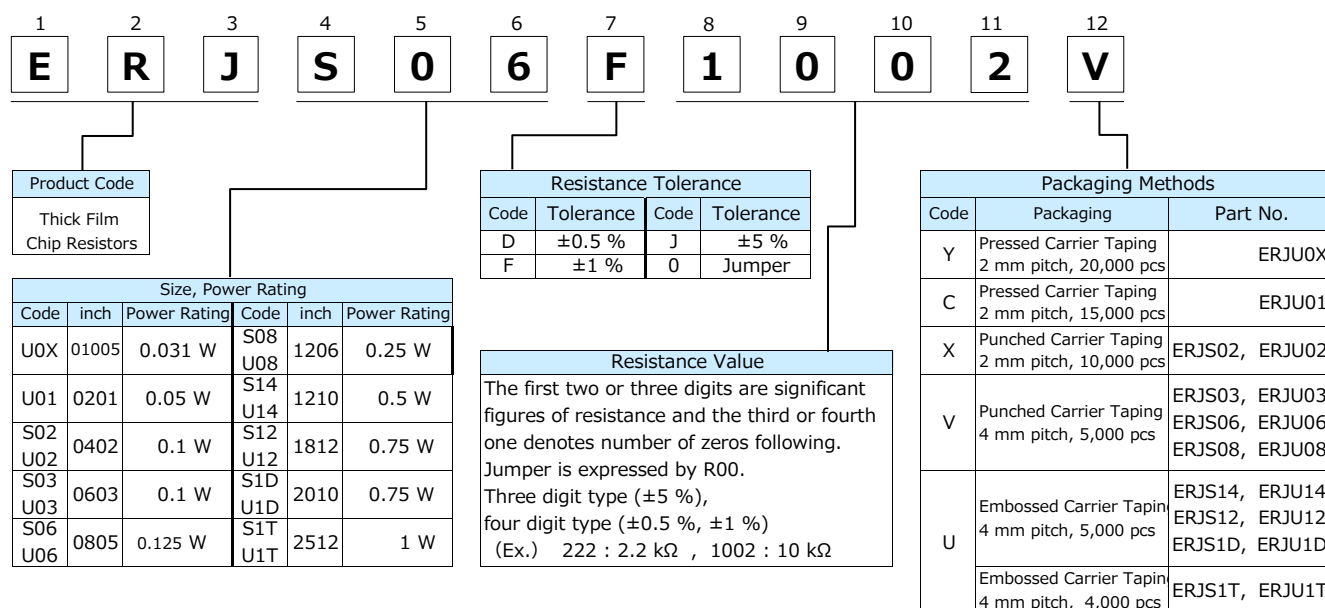 1 2 3 4 5 6 7 8 9 10 11 12
E R J S 0 6 F 1 0 0 2 V
Product Code
Thick Film
Chip Resistors
Size, Power Rating
Code inch Power Rating Code inch Power Rating
U0X 01005 0.031 W S08 U08 1206 0.25 W
U01 0201 0.05 W S14 U14 1210 0.5 W
S02 U02 0402 0.1 W S12 U12 1812 0.75 W
S03 U03 0603 0.1 W S1D U1D 2010 0.75 W
S06 U06 0805 0.125 W S1T U1T 2512 1 W
Resistance Tolerance
Code Tolerance Code Tolerance
D ±0.5 % J ±5 %
F ±1 % 0 Jumper
Resistance Value
The first two or three digits are significant
figures of resistance and the third or fourth
one denotes number of zeros following.
Jumper is expressed by R00.
Three digit type (±5 %),
four digit type (±0.5 %, ±1 %)
（Ex.） 222 : 2.2 kΩ , 1002 : 10 kΩ
Packaging Methods
Code Packaging Part No.
Y Pressed Carrier Taping
2 mm pitch, 20,000 pcs ERJU0X
C Pressed Carrier Taping
2 mm pitch, 15,000 pcs ERJU01
X Punched Carrier Taping
2 mm pitch, 10,000 pcs ERJS02, ERJU02
V Punched Carrier Taping
4 mm pitch, 5,000 pcs
ERJS03, ERJU03
ERJS06, ERJU06
ERJS08, ERJU08
U Embossed Carrier Tapin
4 mm pitch, 5,000 pcs
ERJS14, ERJU14
ERJS12, ERJU12
ERJS1D, ERJU1D
Embossed Carrier Tapin
4 mm pitch, 4,000 pcs ERJS1T, ERJU1T